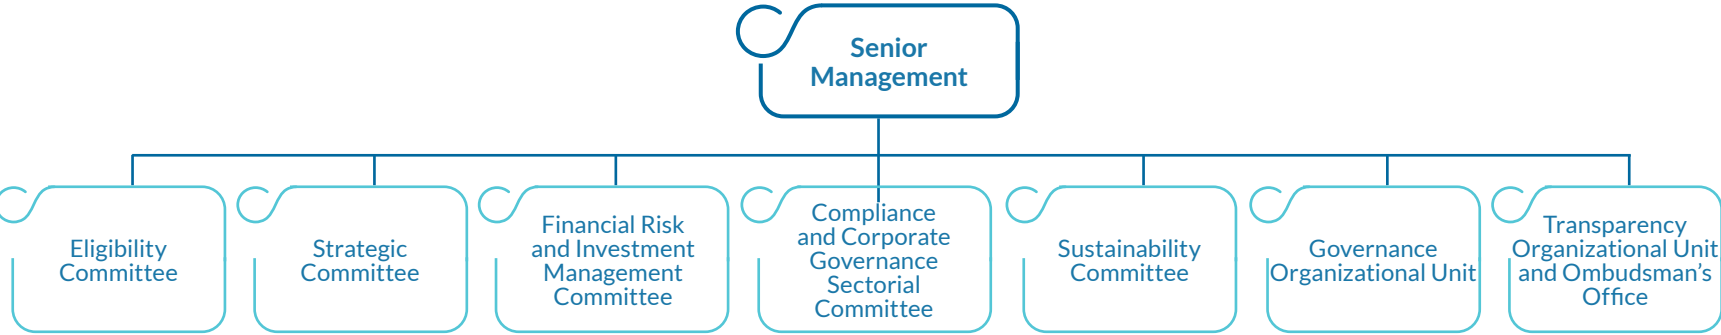 Senior
Management
Eligibility
Committee
Strategic
Committee
Financial Risk
and Investment
Management
Committee
Compliance
and Corporate
Governance
Sectorial
Committee
Sustainability
Committee
Governance
Organizational Unit
Transparency
Organizational Unit
and Ombudsman’s
Office